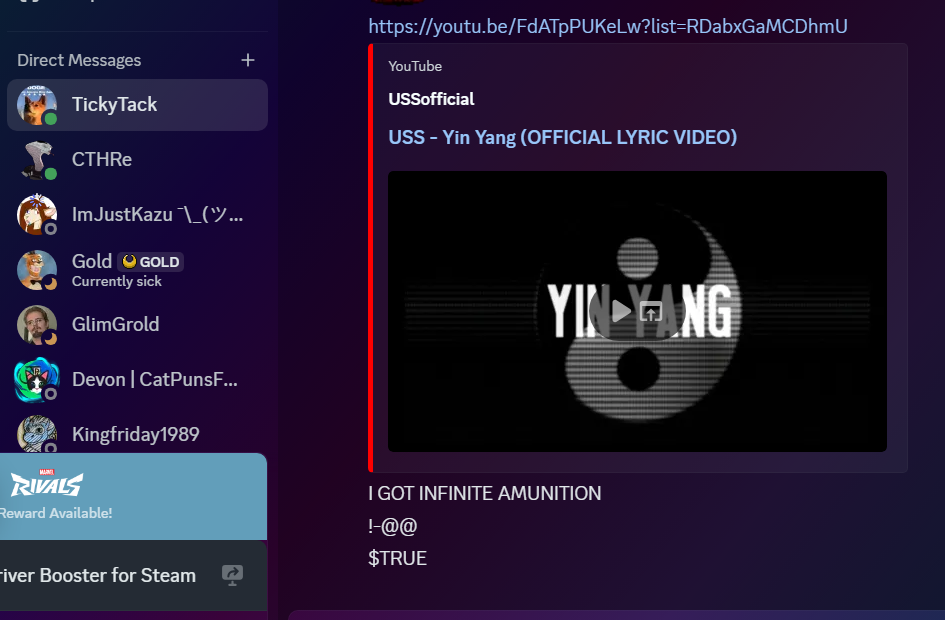 Direct Messages
TickyTack
CTHRe
ImJustKazu ¯\_(ツ...
Gold GOLD
Currently sick
GlimGrold
Devon | CatPunsF...
Kingfriday1989
MARVEL
RIVALS
Reward Available!
river Booster for Steam
https://youtu.be/FdATpPUKeLw?list=RDabxGaMCDhmU
YouTube
USSofficial
USS - Yin Yang (OFFICIAL LYRIC VIDEO)
YIN YANG
I GOT INFINITE AMUNITION
!-@@
$TRUE